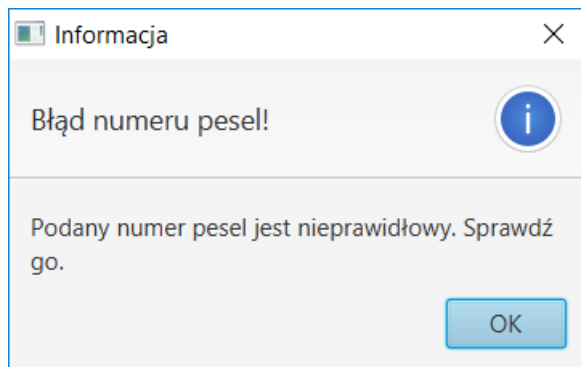 Informacja
Błąd numeru pesel!
Podany numer pesel jest nieprawidłowy. Sprawdź
go.
OK